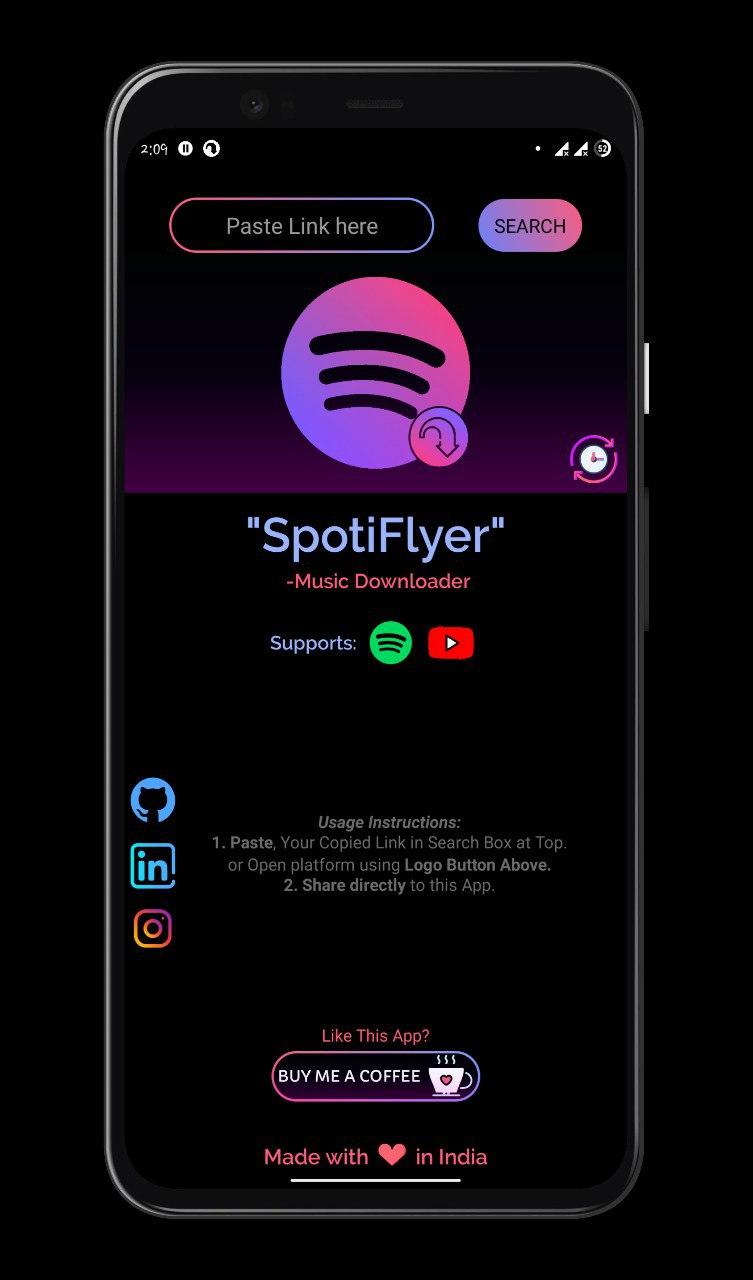 2:09
52
Paste Link here
SEARCH
"SpotiFlyer"
-Music Downloader
Supports:
Usage Instructions:
1. Paste, Your Copied Link in Search Box at Top.
or Open platform using Logo Button Above.
2. Share directly to this App.
in
Like This App?
BUY ME A COFFEE
Made with ❤ in India